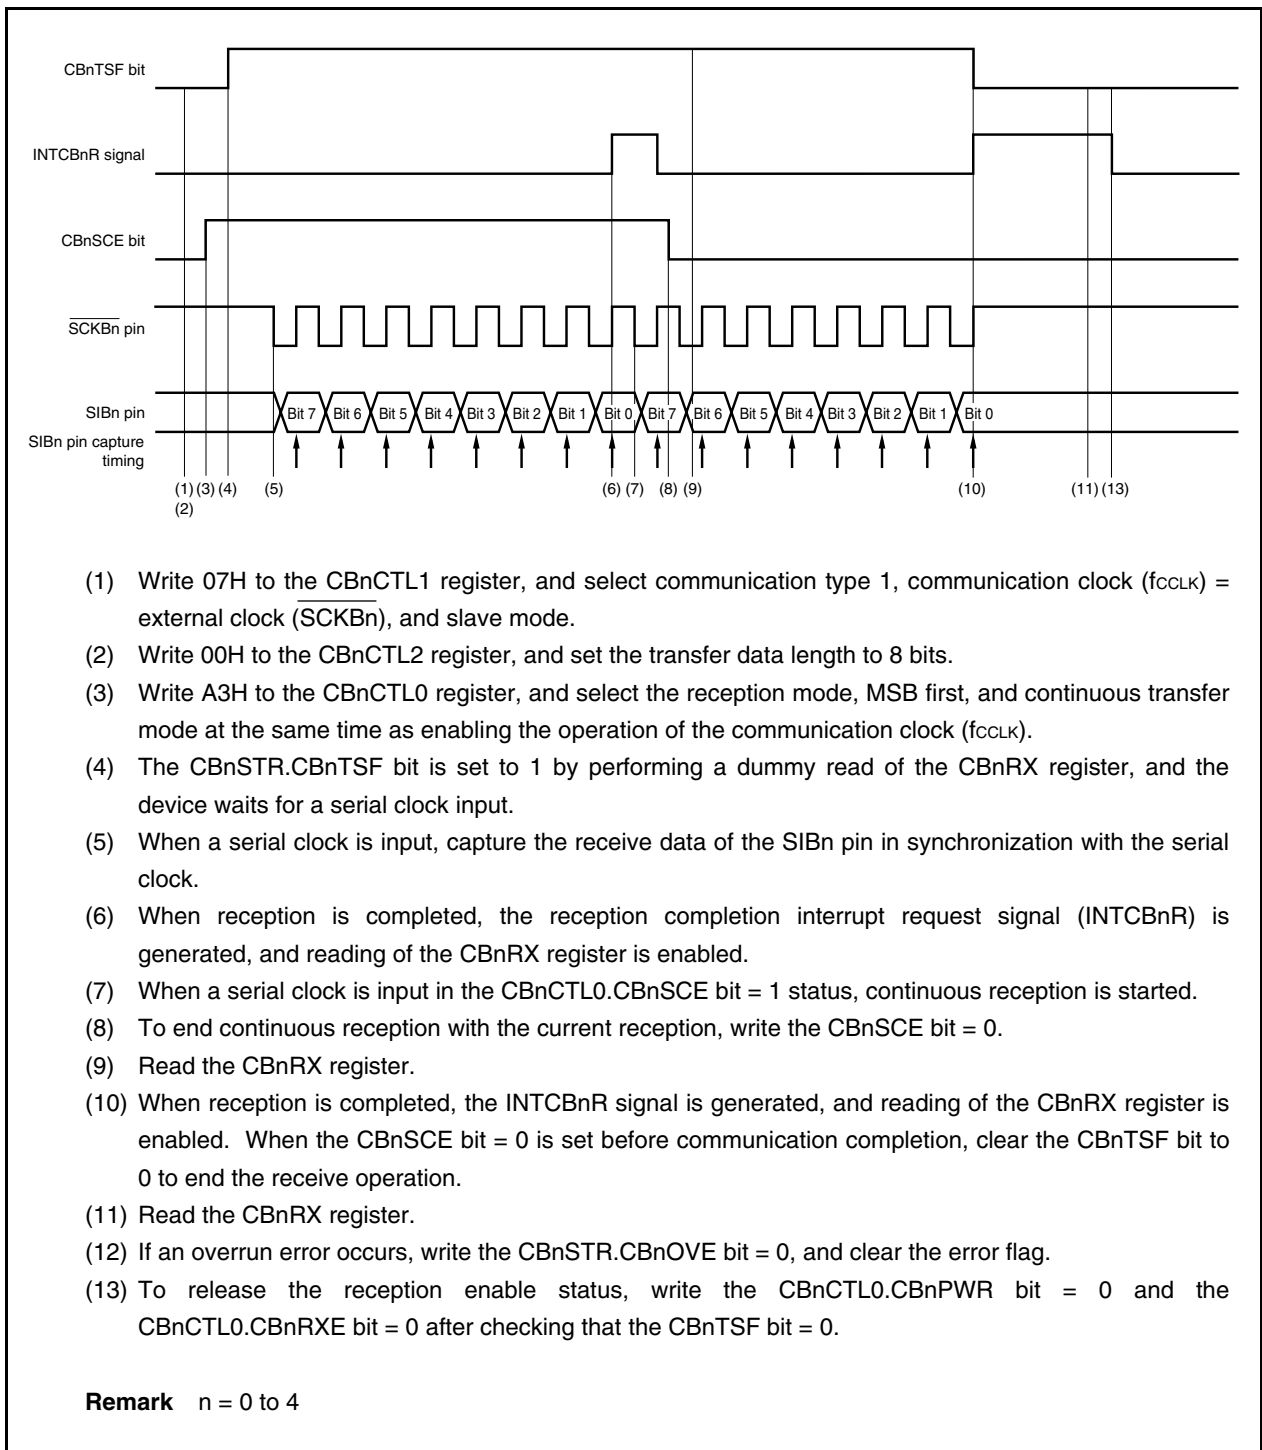 CBnTSF bit
INTCBnR signal
CBnSCE bit
SCKBn pin
SIBn pin
Bit 7 Bit 6 Bit 5 Bit 4 Bit 3 Bit 2 Bit 1 Bit 0 Bit 7 Bit 6 Bit 5 Bit 4 Bit 3 Bit 2 Bit 1 Bit 0
SIBn pin capture
timing
(1) (3) (4) (5) (6) (7) (8) (9) (10) (11) (13)
(2)
(1) Write 07H to the CBnCTL1 register, and select communication type 1, communication clock (fCCLK) =
external clock (SCKBn), and slave mode.
(2) Write 00H to the CBnCTL2 register, and set the transfer data length to 8 bits.
(3) Write A3H to the CBnCTL0 register, and select the reception mode, MSB first, and continuous transfer
mode at the same time as enabling the operation of the communication clock (fCCLK).
(4) The CBnSTR.CBnTSF bit is set to 1 by performing a dummy read of the CBnRX register, and the
device waits for a serial clock input.
(5) When a serial clock is input, capture the receive data of the SIBn pin in synchronization with the serial
clock.
(6) When reception is completed, the reception completion interrupt request signal (INTCBnR) is
generated, and reading of the CBnRX register is enabled.
(7) When a serial clock is input in the CBnCTL0.CBnSCE bit = 1 status, continuous reception is started.
(8) To end continuous reception with the current reception, write the CBnSCE bit = 0.
(9) Read the CBnRX register.
(10) When reception is completed, the INTCBnR signal is generated, and reading of the CBnRX register is
enabled. When the CBnSCE bit = 0 is set before communication completion, clear the CBnTSF bit to
0 to end the receive operation.
(11) Read the CBnRX register.
(12) If an overrun error occurs, write the CBnSTR.CBnOVE bit = 0, and clear the error flag.
(13) To release the reception enable status, write the CBnCTL0.CBnPWR bit = 0 and the
CBnCTL0.CBnRXE bit = 0 after checking that the CBnTSF bit = 0.
Remark n = 0 to 4